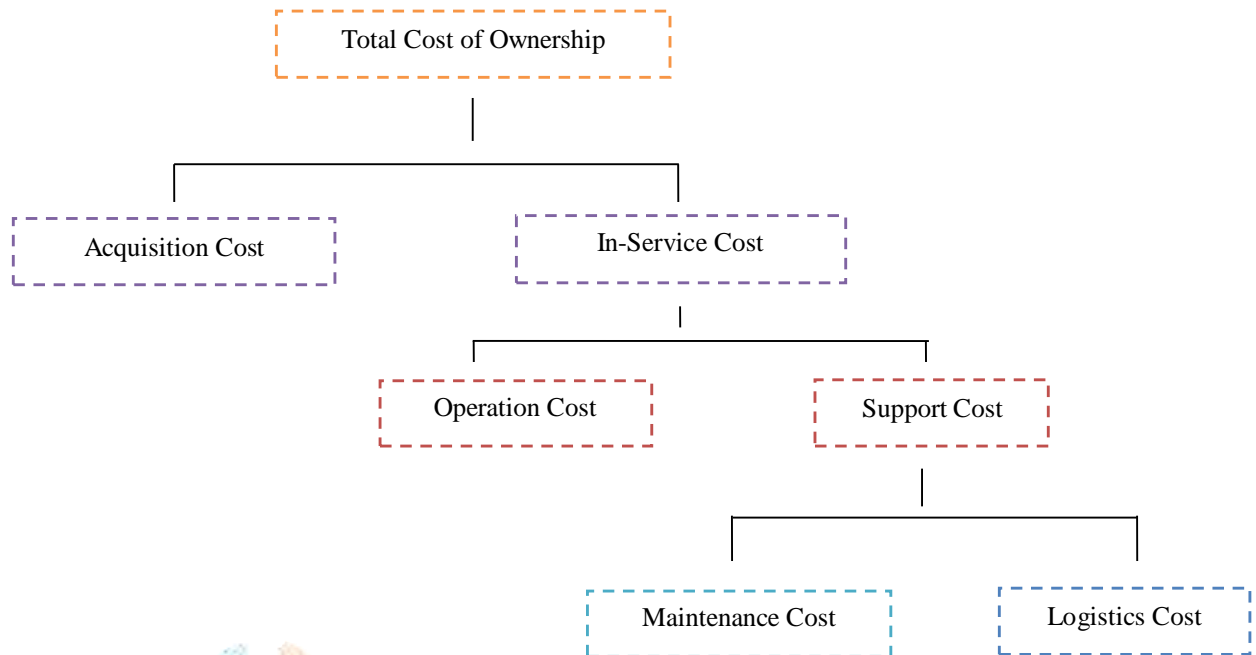 Total Cost of Ownership
Acquisition Cost
In-Service Cost
Operation Cost
Support Cost
Maintenance Cost
Logistics Cost